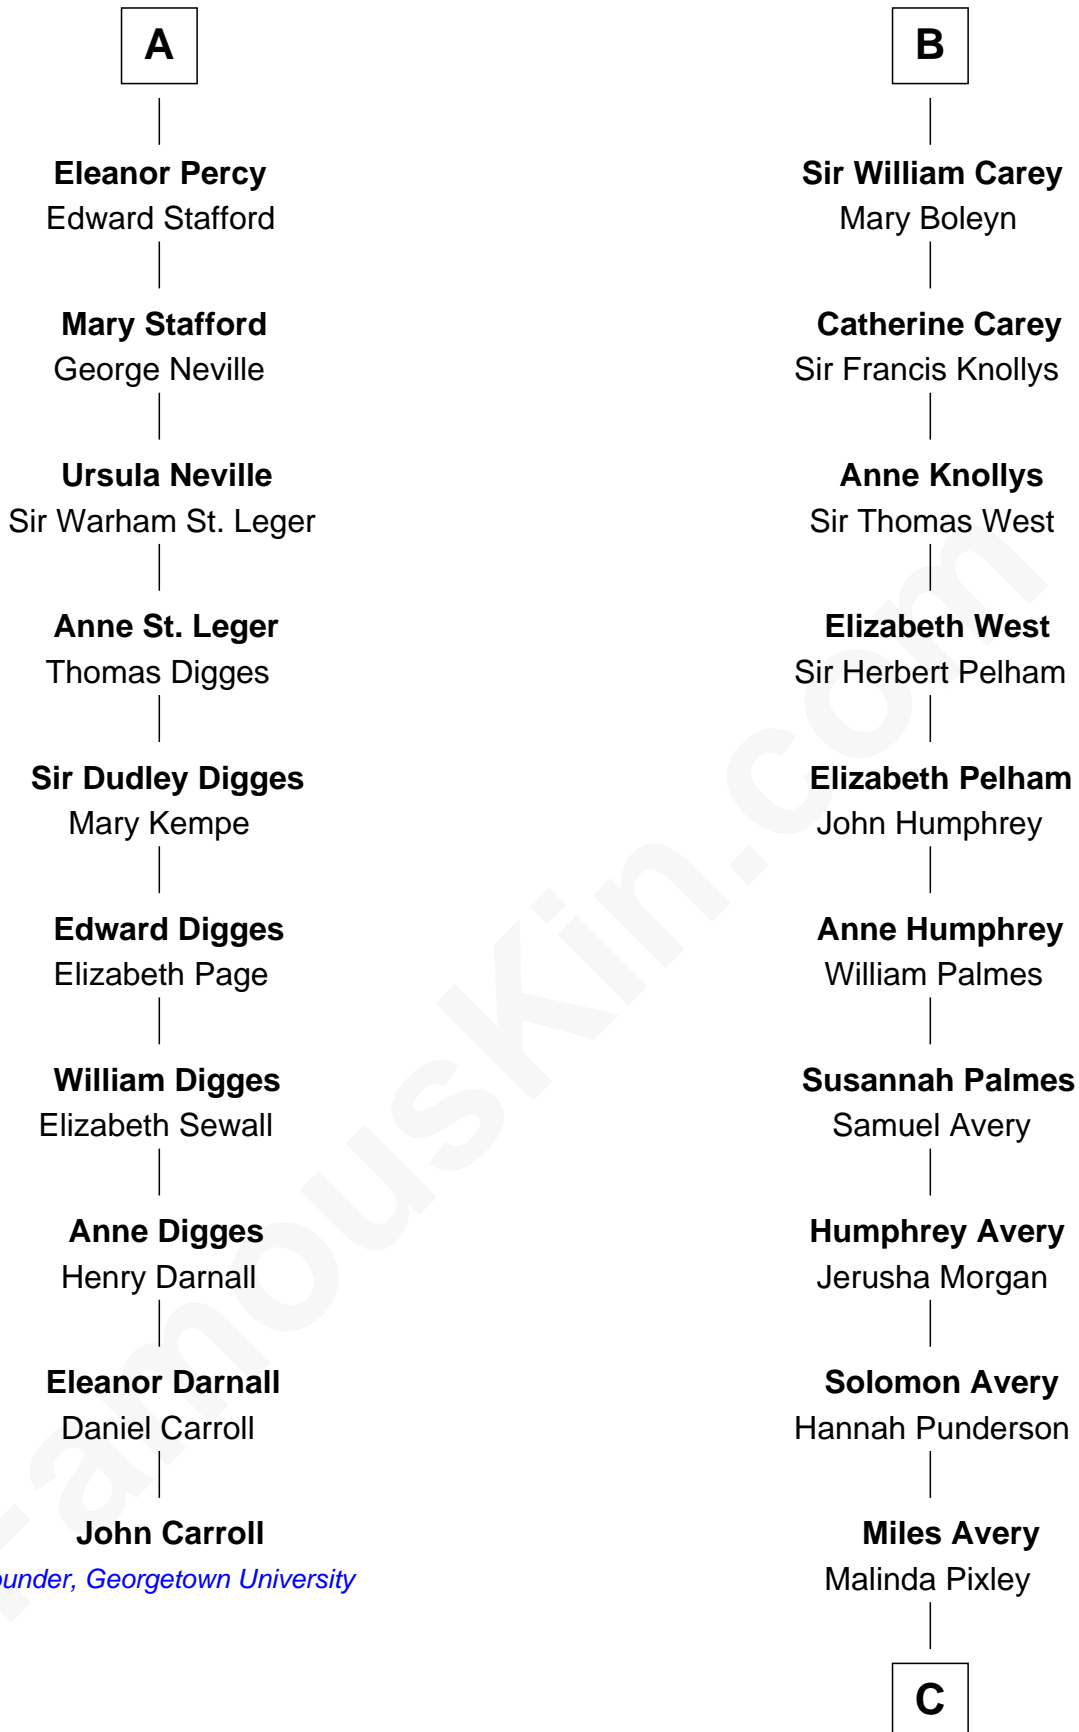 A
Eleanor Percy
Edward Stafford
Mary Stafford
George Neville
Ursula Neville
Sir Warham St. Leger
Anne St. Leger
Thomas Digges
Sir Dudley Digges
Mary Kempe
Edward Digges
Elizabeth Page
William Digges
Elizabeth Sewall
Anne Digges
Henry Darnall
Eleanor Darnall
Daniel Carroll
John Carroll
ounder, Georgetown University
B
Sir William Carey
Mary Boleyn
Catherine Carey
Sir Francis Knollys
Anne Knollys
Sir Thomas West
Elizabeth West
Sir Herbert Pelham
Elizabeth Pelham
John Humphrey
Anne Humphrey
William Palmes
Susannah Palmes
Samuel Avery
Humphrey Avery
Jerusha Morgan
Solomon Avery
Hannah Punderson
Miles Avery
Malinda Pixley
C
FamousKin.com